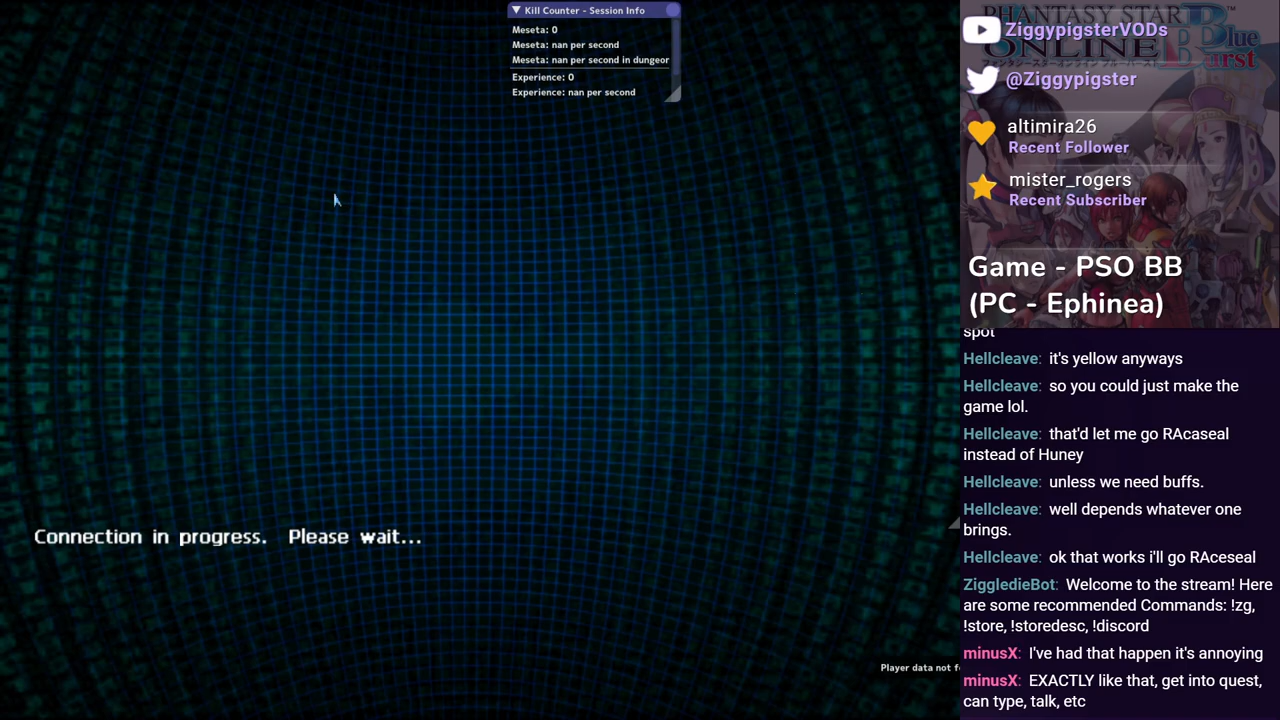 Kill Counter - Session Info
Meseta: 0
Meseta: nan per second
Meseta: nan per second in dungeor
Experience: 0
Experience: nan per second
Connection in progress.  Please wait...
Player data not f
PHANTASY STAR
ONLINE Blue
Burst
ZiggypigsterVODs
@Ziggypigster
altimira26
Recent Follower
mister_rogers
Recent Subscriber
Game - PSO BB
(PC - Ephinea)
spot
Hellcleave: it's yellow anyways
Hellcleave: so you could just make the
game lol.
Hellcleave: that'd let me go RAcaseal
instead of Huney
Hellcleave: unless we need buffs.
Hellcleave: well depends whatever one
brings.
Hellcleave: ok that works i'll go RAceseal
ZiggledieBot: Welcome to the stream! Here
are some recommended Commands: !zg,
!store, !storedesc, !discord
minusX: I've had that happen it's annoying
minusX: EXACTLY like that, get into quest,
can type, talk, etc